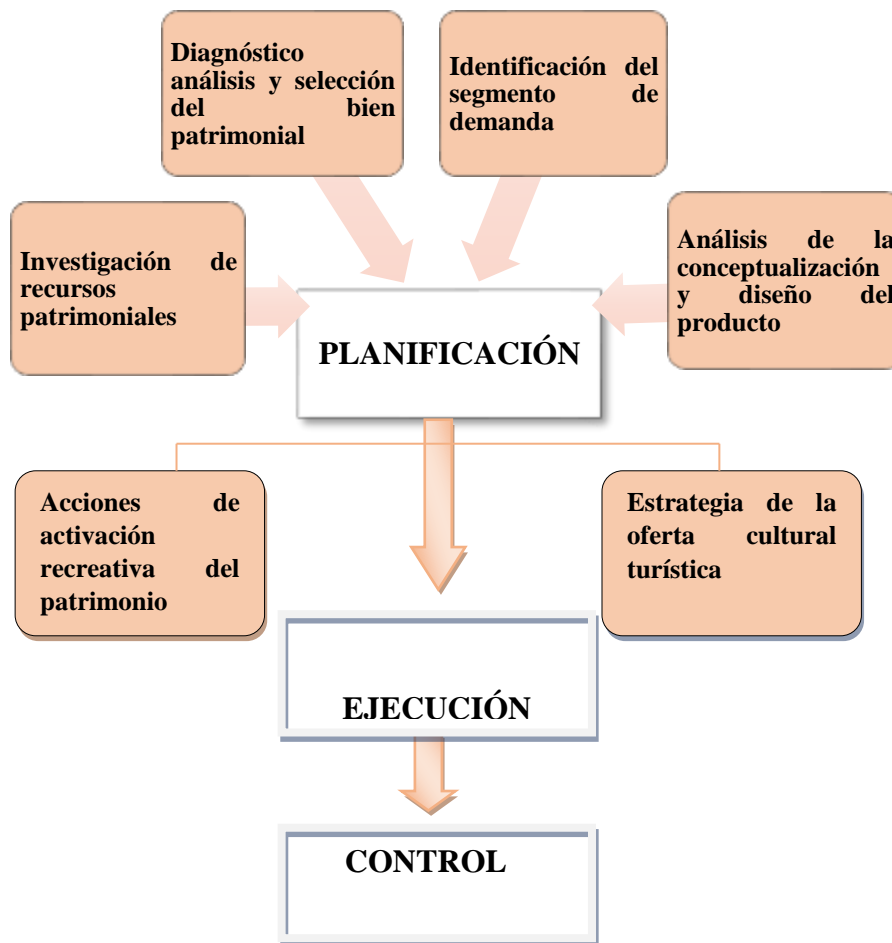 Diagnóstico
análisis y selección
del bien
patrimonial
Identificación del
segmento de
demanda
Investigación de
recursos
patrimoniales
Análisis de la
conceptualización
y diseño del
producto
PLANIFICACIÓN
Acciones de
activación
recreativa del
patrimonio
Estrategia de la
oferta cultural
turística
EJECUCIÓN
CONTROL